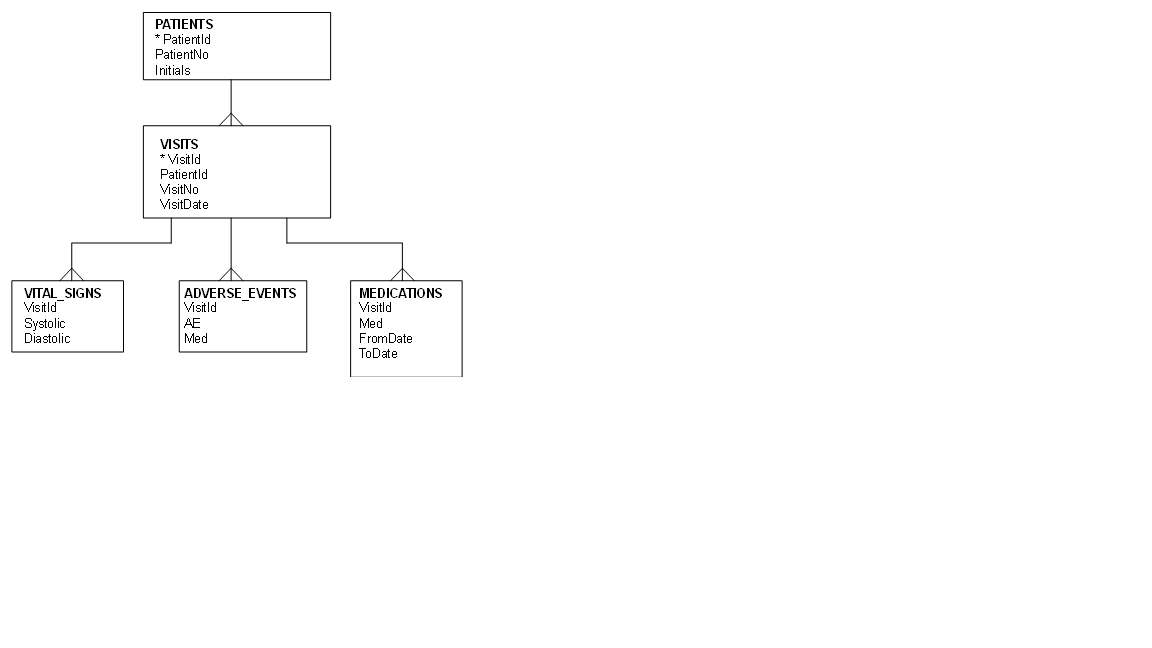 PATIENTS
* PatientId
PatientNo
Initials
VISITS
* VisitId
PatientId
VisitNo
VisitDate
VITAL_SIGNS
VisitId
Systolic
Diastolic
ADVERSE_EVENTS
VisitId
AE
Med
MEDICATIONS
VisitId
Med
FromDate
ToDate